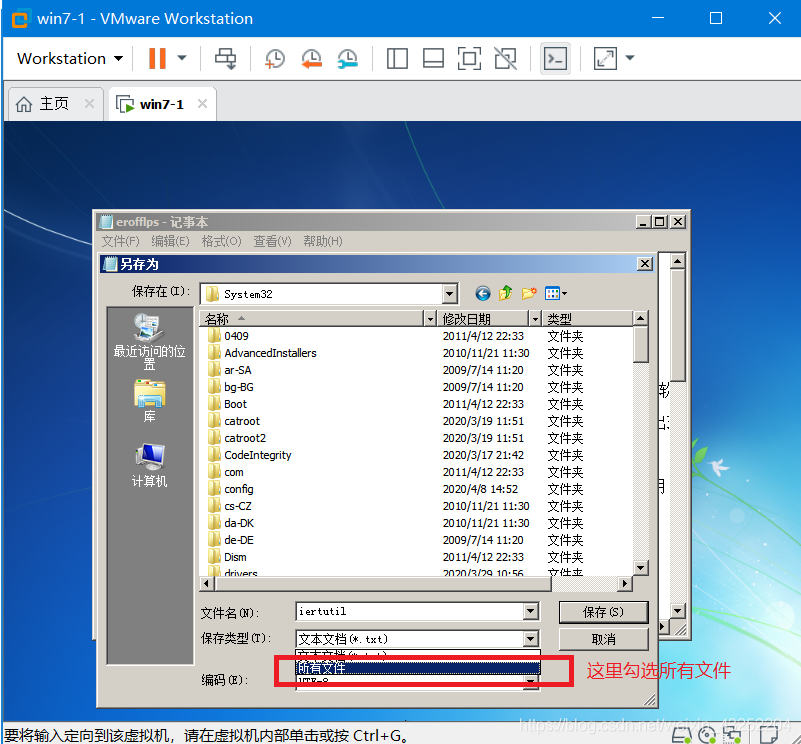 win7-1 - VMware Workstation
Workstation
主页
win7-1
erofflps - 记事本
文件(F) 编辑(E) 格式(O) 查看(V) 帮助(H)
另存为
保存在(I): System32
名称 修改日期 类型
0409 2011/4/12 22:33 文件夹
AdvancedInstallers 2010/11/21 11:30 文件夹
ar-SA 2009/7/14 11:20 文件夹
bg-BG 2009/7/14 11:20 文件夹
Boot 2011/4/12 22:33 文件夹
catroot 2020/3/19 11:51 文件夹
catroot2 2020/3/19 11:51 文件夹
CodeIntegrity 2020/3/17 21:42 文件夹
com 2011/4/12 22:33 文件夹
config 2020/4/8 14:52 文件夹
cs-CZ 2010/11/21 11:30 文件夹
da-DK 2010/11/21 11:30 文件夹
de-DE 2009/7/14 11:20 文件夹
Dism 2011/4/12 22:33 文件夹
drivers 2020/3/29 10:56 文件夹
最近访问的位
置
库
计算机
文件名(N): iertutil 保存(S)
保存类型(T): 文本文档(*.txt) 取消
文本文档(*.txt)
所有文件
这里勾选所有文件
编码(E): UTF-8
要将输入定向到该虚拟机，请在虚拟机内部单击或按 Ctrl+G。